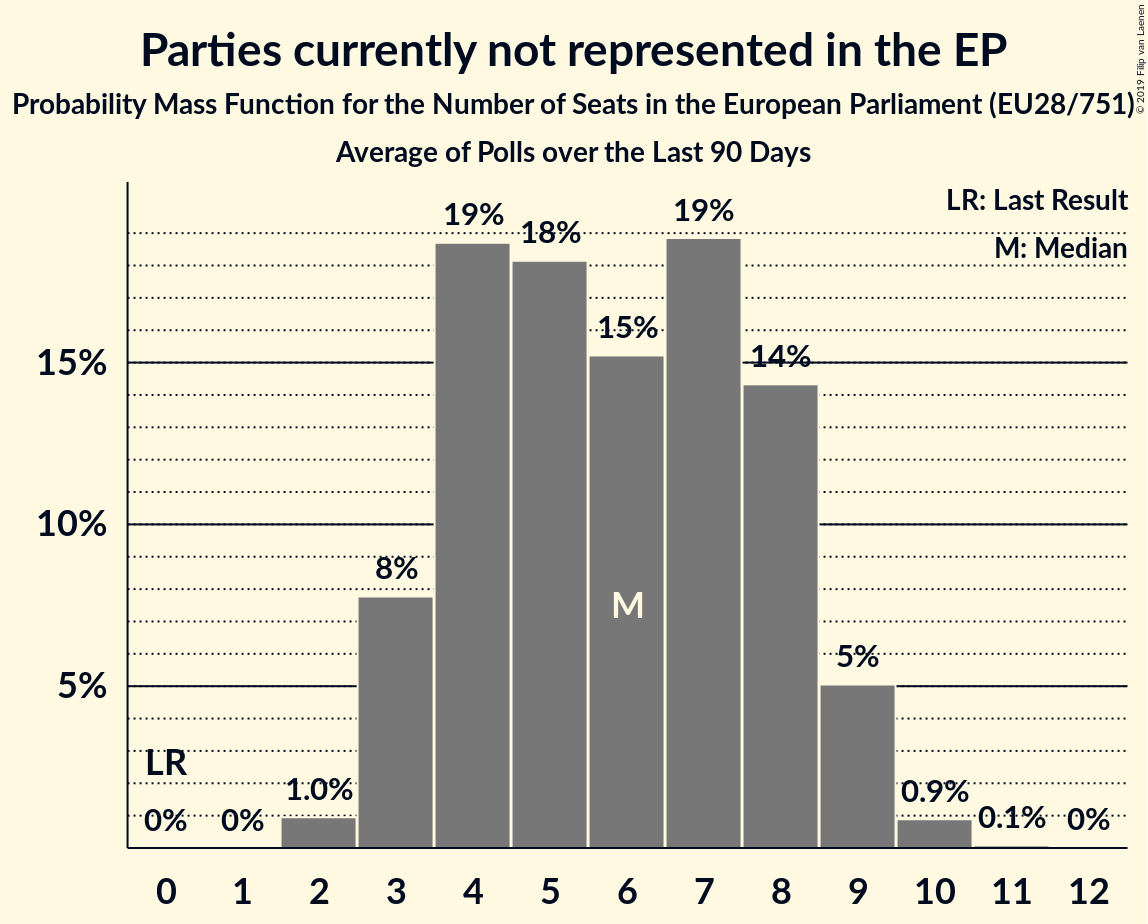 Parties currently not represented in the EP
Probability Mass Function for the Number of Seats in the European Parliament (EU28/751)
Average of Polls over the Last 90 Days
© 2019 Filip van Laenen
LR: Last Result
M: Median
19%
18%
15%
19%
14%
15%
10%
8%
M
5%
5%
LR
0%
0%
1.0%
0.9%
0.1%
0%
0 1 2 3 4 5 6 7 8 9 10 11 12